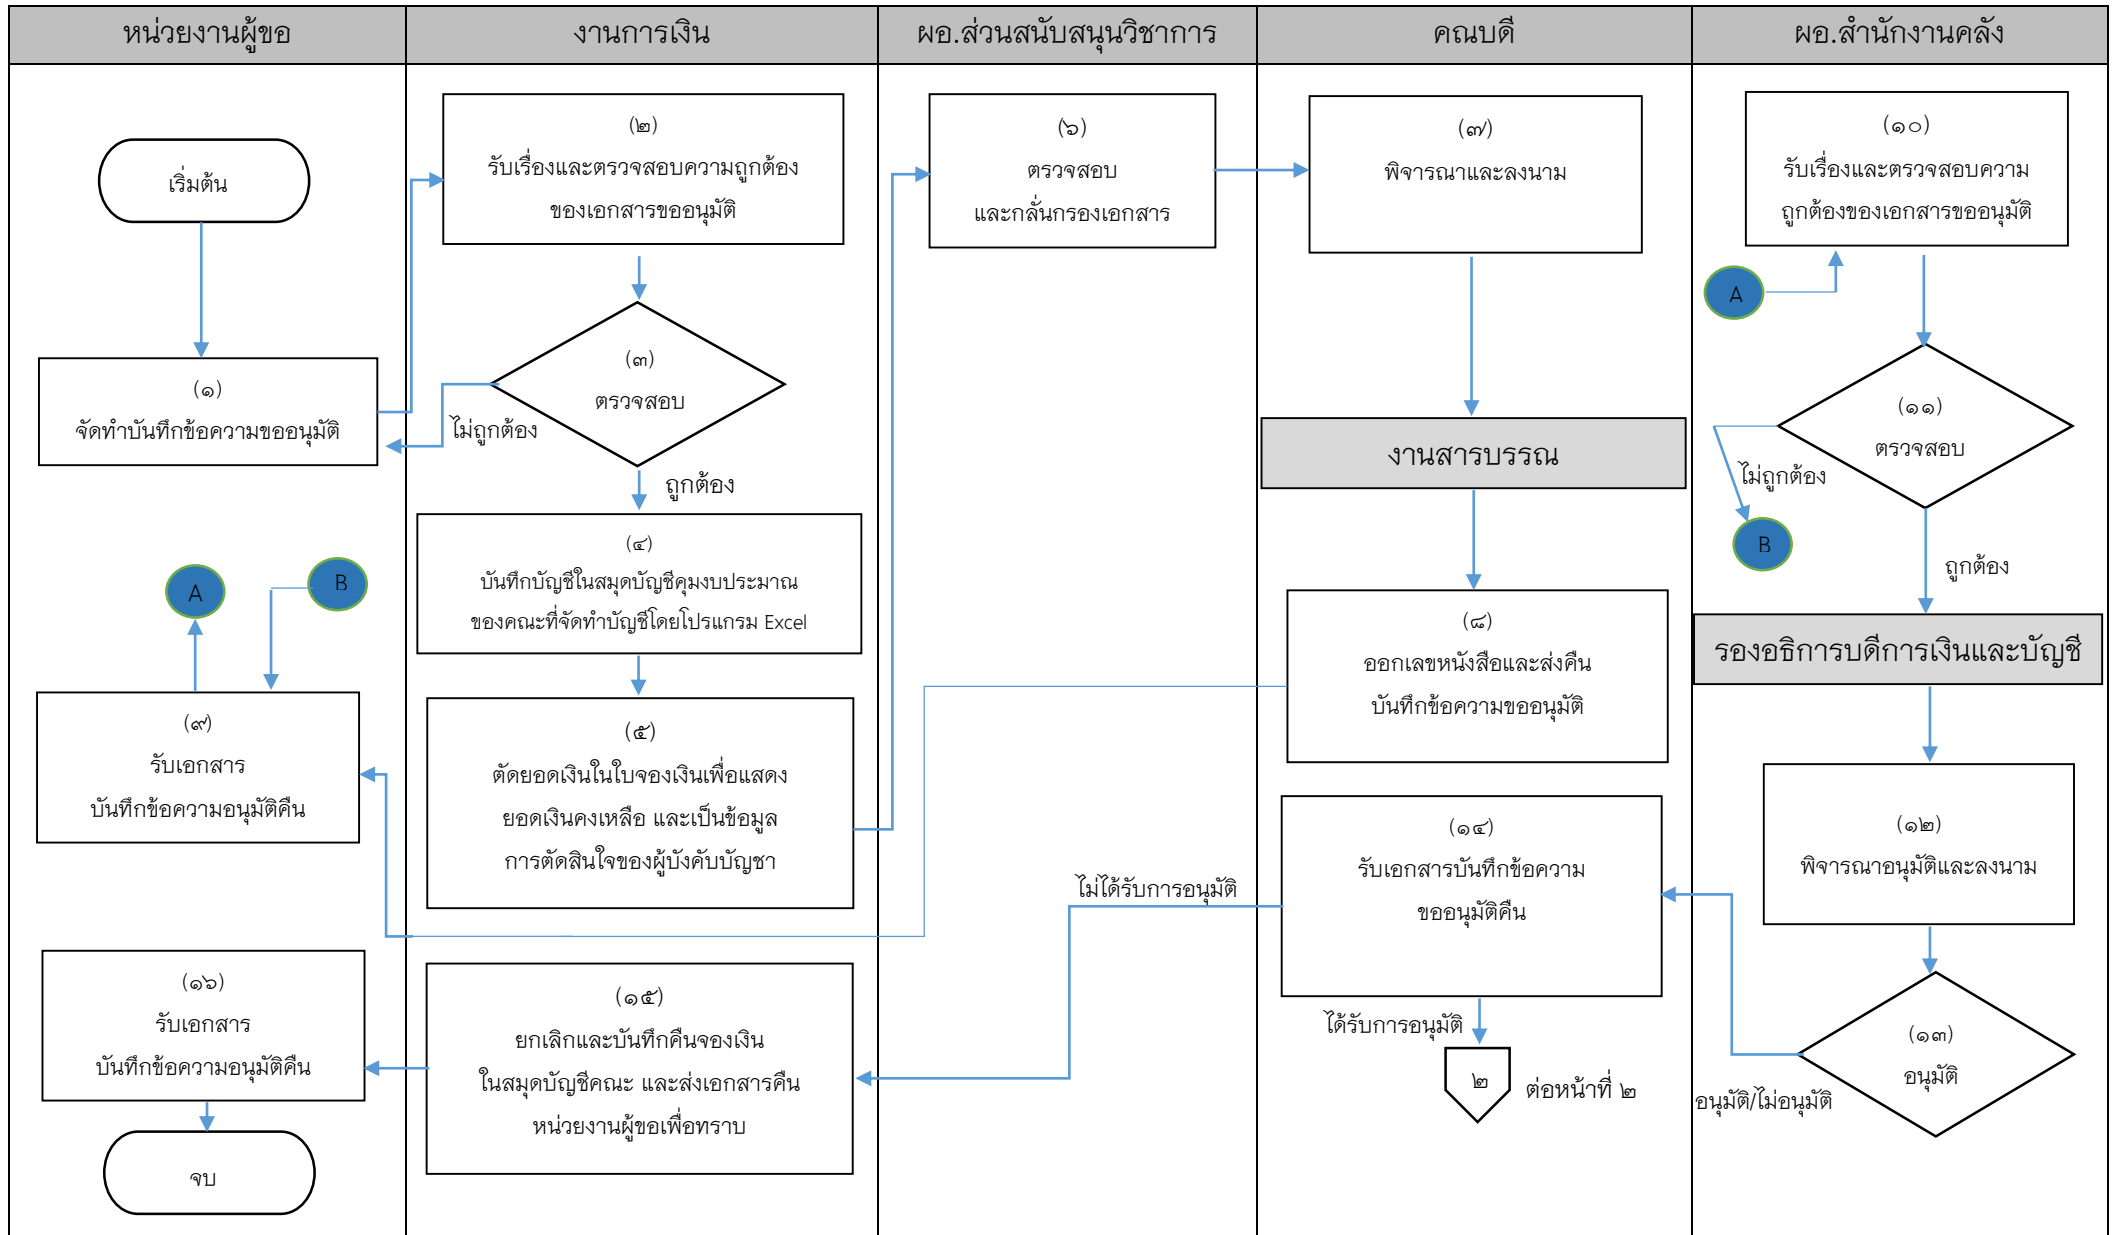 หน่วยงานผู้ขอ
งานการเงิน
ผอ.ส่วนสนับสนุนวิชาการ
คณบดี
ผอ.สำนักงานคลัง
เริ่มต้น
(๑)
จัดทำบันทึกข้อความขออนุมัติ
(๒)
รับเรื่องและตรวจสอบความถูกต้อง
ของเอกสารขออนุมัติ
(๓)
ตรวจสอบ
ไม่ถูกต้อง
ถูกต้อง
(๔)
บันทึกบัญชีในสมุดบัญชีคุมงบประมาณ
ของคณะที่จัดทำบัญชีโดยโปรแกรม Excel
(๕)
ตัดยอดเงินในใบจองเงินเพื่อแสดง
ยอดเงินคงเหลือ และเป็นข้อมูล
การตัดสินใจของผู้บังคับบัญชา
(๖)
ตรวจสอบ
และกลั่นกรองเอกสาร
(๗)
พิจารณาและลงนาม
งานสารบรรณ
(๘)
ออกเลขหนังสือและส่งคืน
บันทึกข้อความขออนุมัติ
A
B
(๙)
รับเอกสาร
บันทึกข้อความอนุมัติคืน
(๑๐)
รับเรื่องและตรวจสอบความ
ถูกต้องของเอกสารขออนุมัติ
A
(๑๑)
ตรวจสอบ
ไม่ถูกต้อง
B
ถูกต้อง
รองอธิการบดีการเงินและบัญชี
(๑๒)
พิจารณาอนุมัติและลงนาม
(๑๓)
อนุมัติ
อนุมัติ/ไม่อนุมัติ
(๑๔)
รับเอกสารบันทึกข้อความ
ขออนุมัติคืน
ไม่ได้รับการอนุมัติ
ได้รับการอนุมัติ
๒
ต่อหน้าที่ ๒
(๑๕)
ยกเลิกและบันทึกคืนจองเงิน
ในสมุดบัญชีคณะ และส่งเอกสารคืน
หน่วยงานผู้ขอเพื่อทราบ
(๑๖)
รับเอกสาร
บันทึกข้อความอนุมัติคืน
จบ